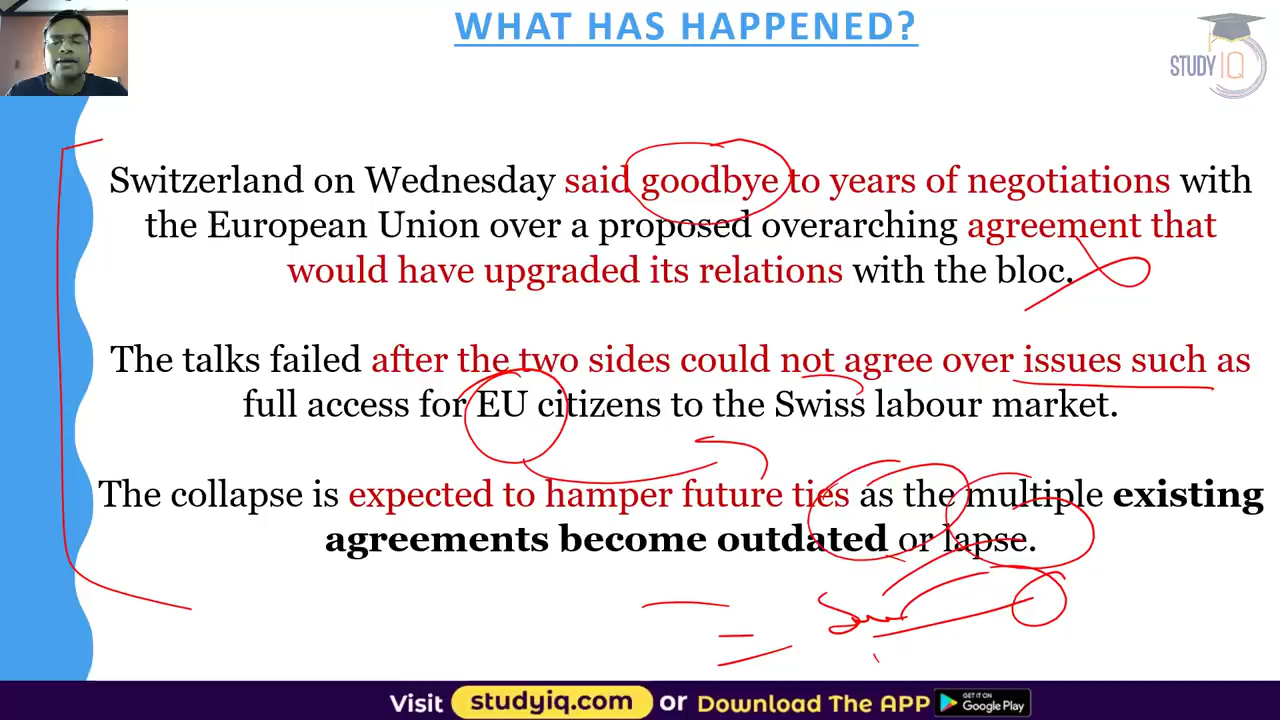 WHAT HAS HAPPENED?
STUDY IQ
Switzerland on Wednesday said goodbye to years of negotiations with
the European Union over a proposed overarching agreement that
would have upgraded its relations with the bloc.
The talks failed after the two sides could not agree over issues such as
full access for EU citizens to the Swiss labour market.
The collapse is expected to hamper future ties as the multiple existing
agreements become outdated or lapse.
Visit studyiq.com or Download The APP GET IT ON Google Play